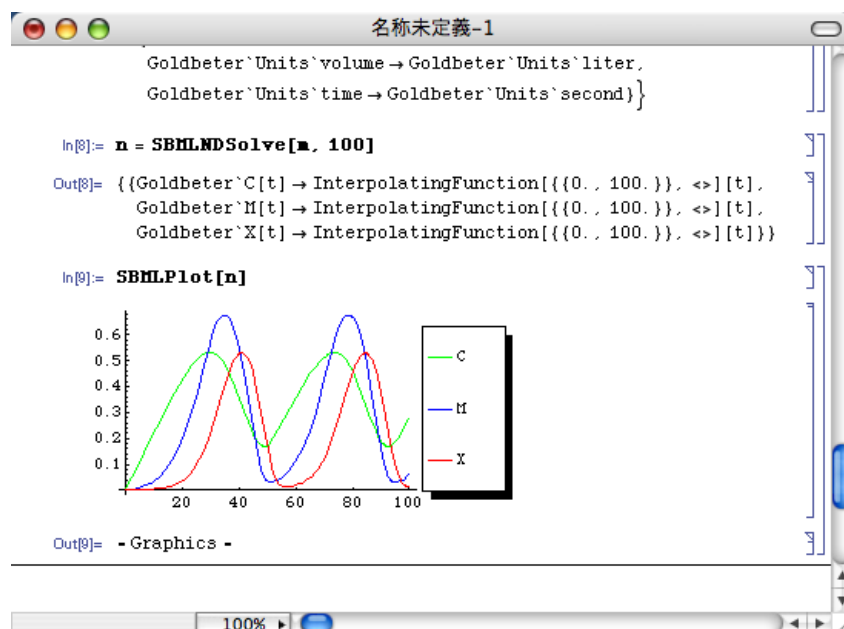 名称未定義-1
Goldbeter`Units`volume→Goldbeter`Units`liter,
Goldbeter`Units`time→Goldbeter`Units`second}}
In[8]:= n = SBMLNDSolve[m, 100]
Out[8]= {{Goldbeter`C[t]→InterpolatingFunction[{{0., 100.}}, <>][t],
Goldbeter`M[t]→InterpolatingFunction[{{0., 100.}}, <>][t],
Goldbeter`X[t]→InterpolatingFunction[{{0., 100.}}, <>][t]}}
In[9]:= SBMLPlot[n]
0.6
0.5
0.4
0.3
0.2
0.1
20 40 60 80 100
C
M
X
Out[9]= - Graphics -
100%